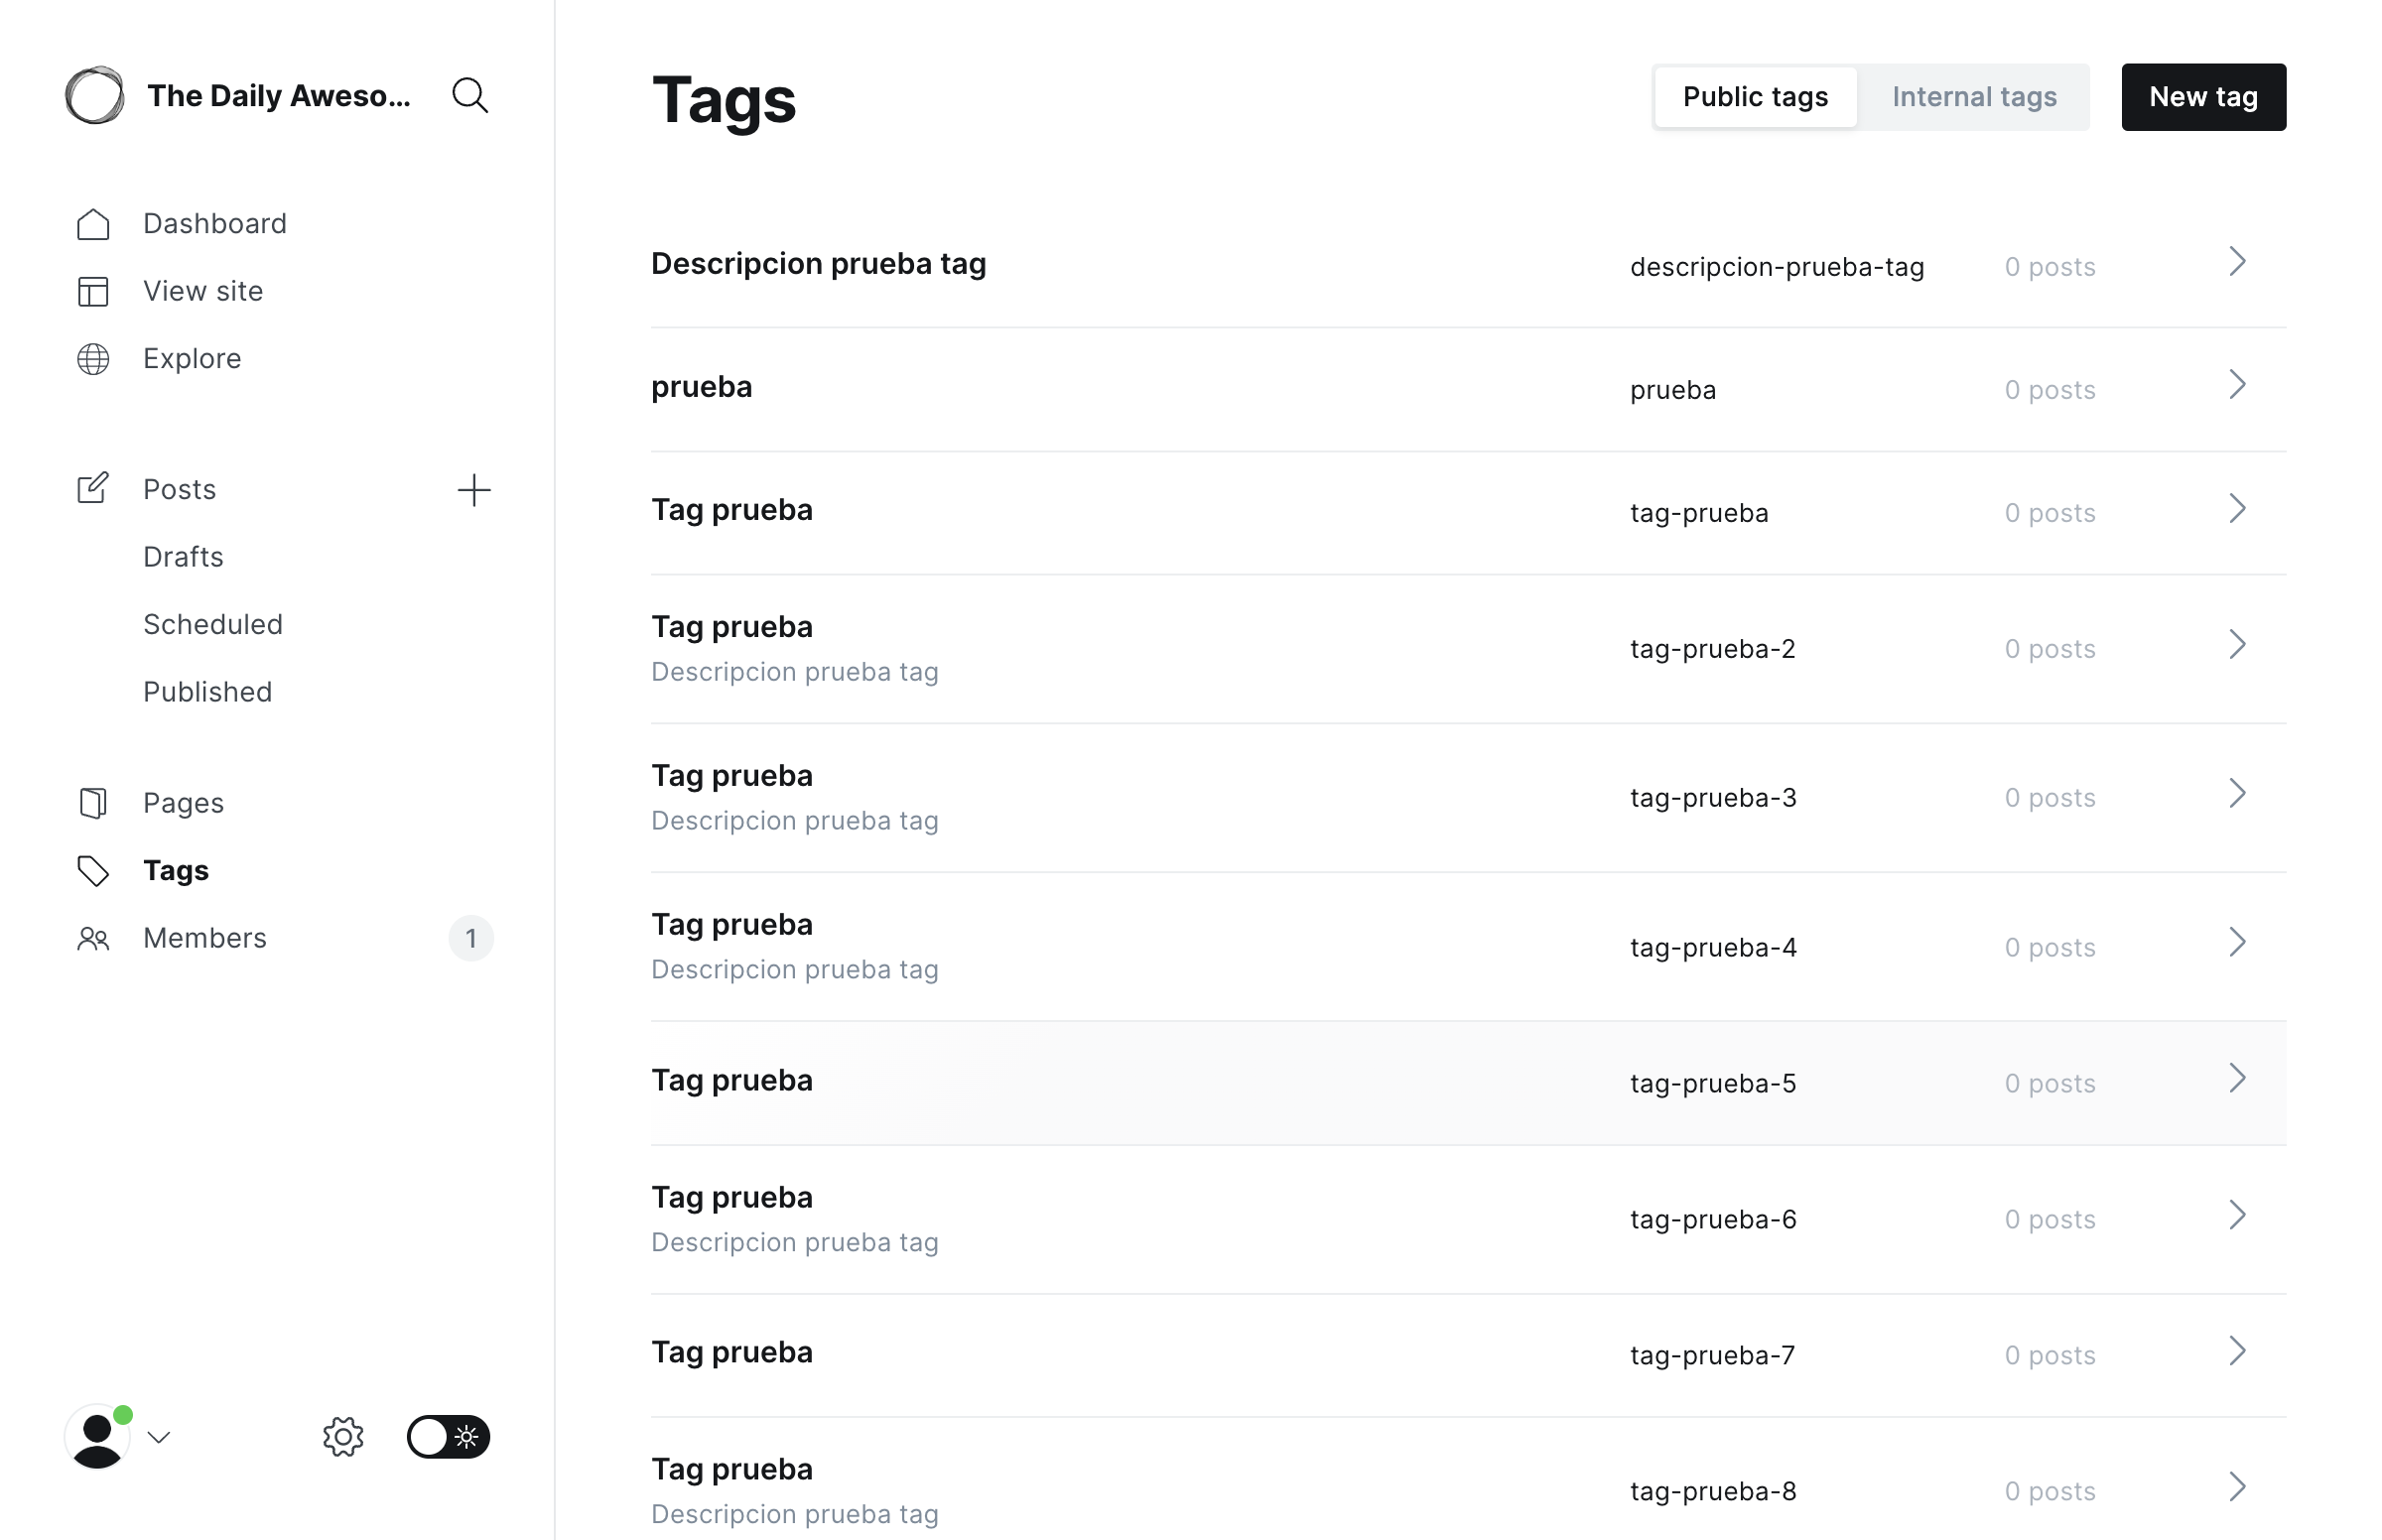 The Daily Aweso...
Dashboard
View site
Explore
Posts
Drafts
Scheduled
Published
Pages
Tags
Members 1
Tags
Public tags Internal tags New tag
Descripcion prueba tag descripcion-prueba-tag 0 posts
prueba prueba 0 posts
Tag prueba tag-prueba 0 posts
Tag prueba tag-prueba-2 0 posts
Descripcion prueba tag
Tag prueba tag-prueba-3 0 posts
Descripcion prueba tag
Tag prueba tag-prueba-4 0 posts
Descripcion prueba tag
Tag prueba tag-prueba-5 0 posts
Tag prueba tag-prueba-6 0 posts
Descripcion prueba tag
Tag prueba tag-prueba-7 0 posts
Tag prueba tag-prueba-8 0 posts
Descripcion prueba tag